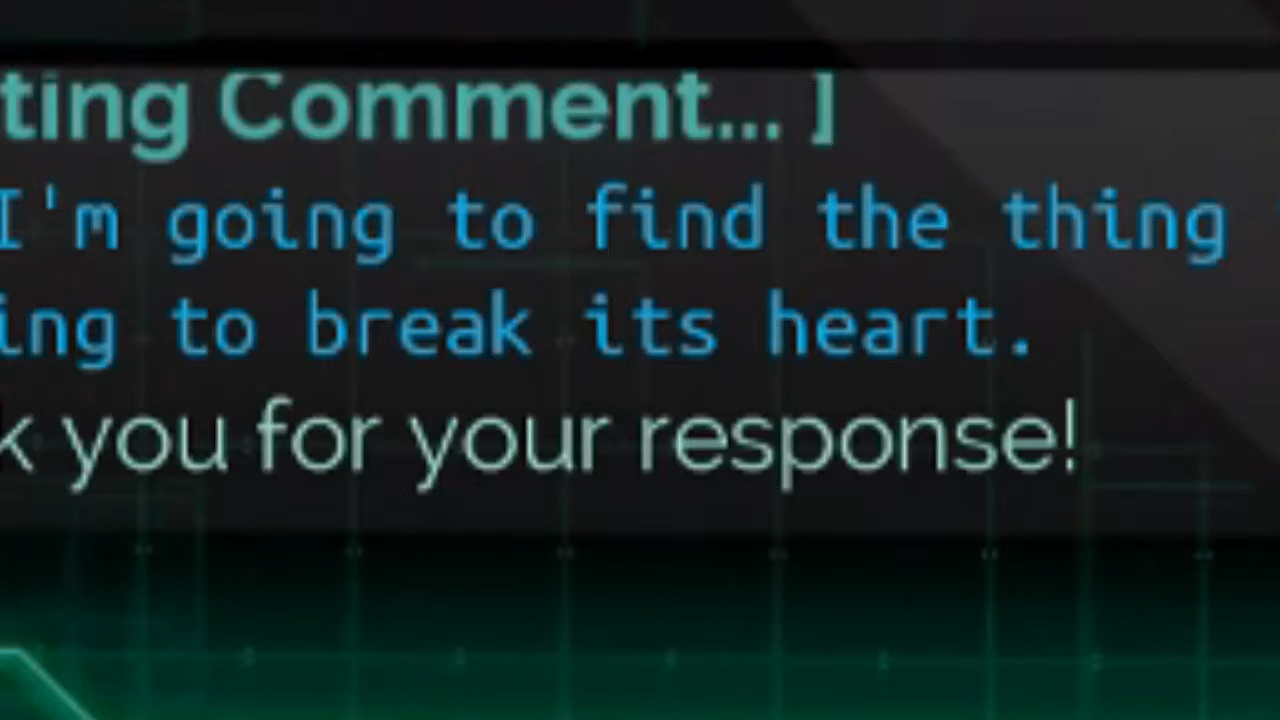 ting Comment... ]
I'm going to find the thing
ing to break its heart.
k you for your response!